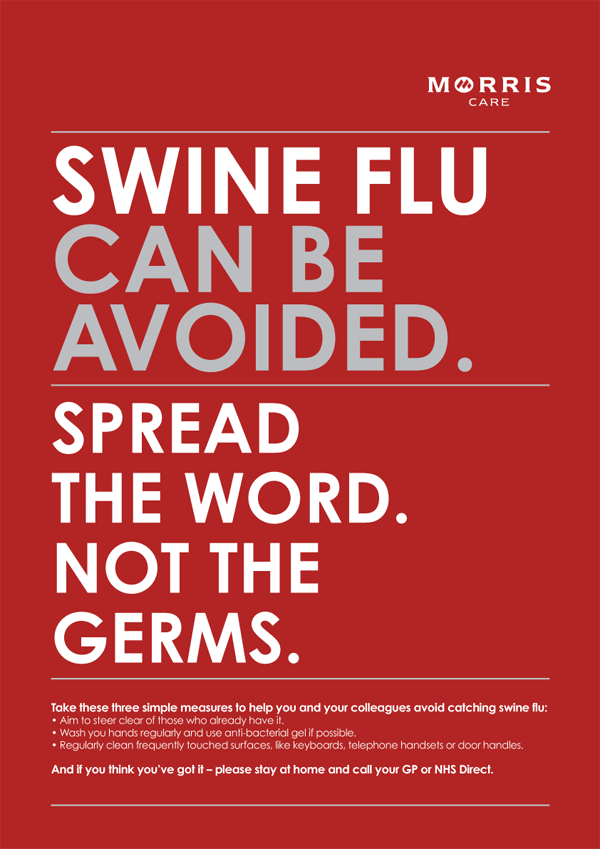 MORRIS
CARE
SWINE FLU
CAN BE
AVOIDED.
SPREAD
THE WORD.
NOT THE
GERMS.
Take these three simple measures to help you and your colleagues avoid catching swine flu:
• Aim to steer clear of those who already have it.
• Wash you hands regularly and use anti-bacterial gel if possible.
• Regularly clean frequently touched surfaces, like keyboards, telephone handsets or door handles.
And if you think you've got it – please stay at home and call your GP or NHS Direct.